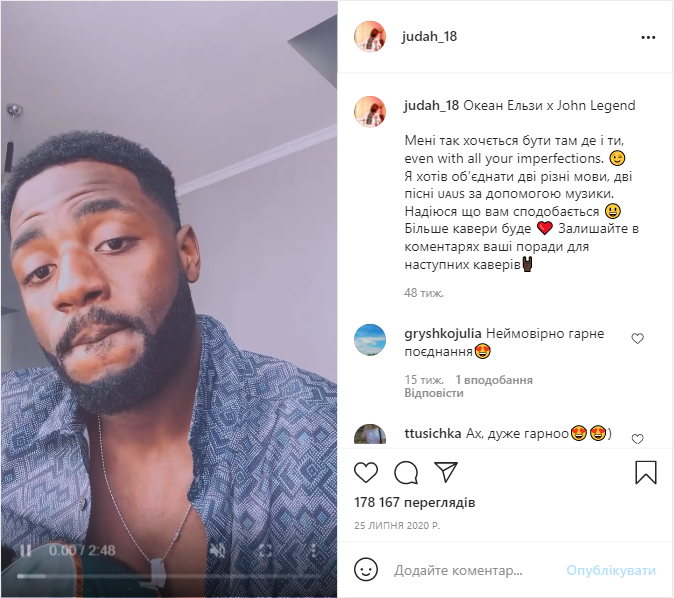 judah_18
judah_18 Океан Ельзи x John Legend
Мені так хочється бути там де і ти,
even with all your imperfections. 😉
Я хотів об'єднати дві різні мови, дві
пісні ᴜᴀᴜs за допомогою музики.
Надіюся що вам сподобається 😃
Більше кавери буде ❤️ Залишайте в
коментарях ваші поради для
наступних каверів🤘🏿
48 тиж.
gryshkojulia Неймовірно гарне
поєднання😍
15 тиж. 1 вподобання
Відповісти
ttusichka Ах, дуже гарноо😍😍)
0:00 / 2:48
178 167 переглядів
25 ЛИПНЯ 2020 Р.
Додайте коментар... Опублікувати